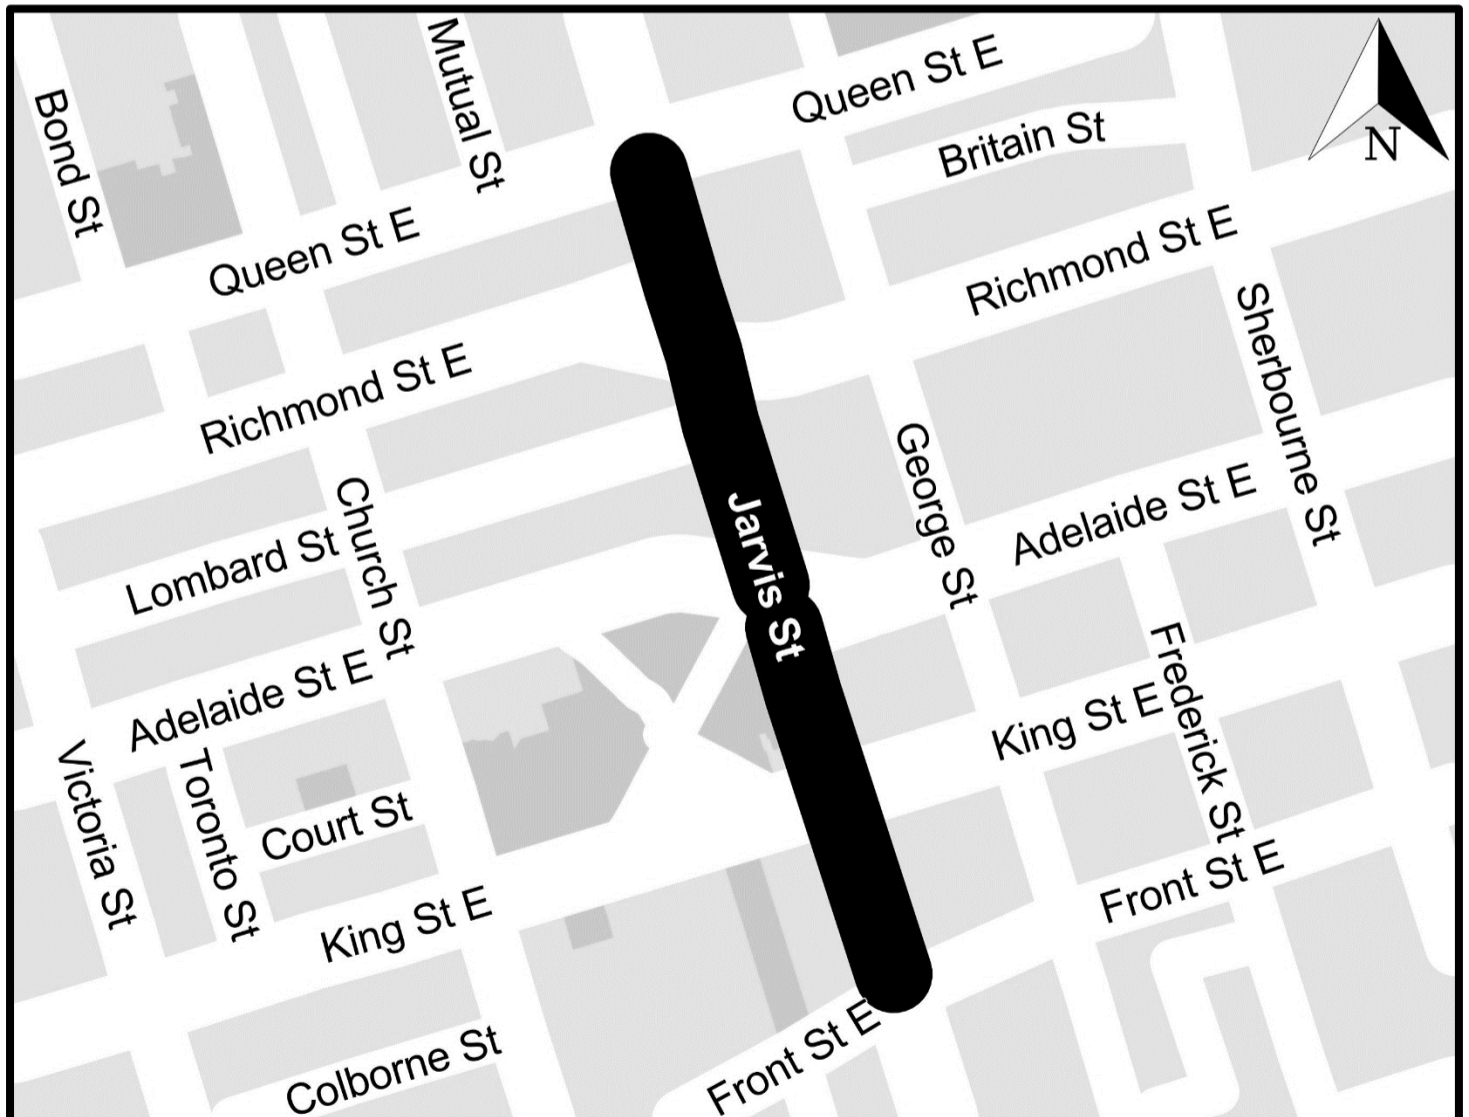 Mutual St
Queen St E
Bond St
Britain St
N
Queen St E
Richmond St E
Sherbourne St
Richmond St E
George St
Church St
Adelaide St E
Jarvis St
Lombard St
Frederick St
Adelaide St E
King St E
Victoria St
Toronto St
Court St
Front St E
King St E
Front St E
Colborne St